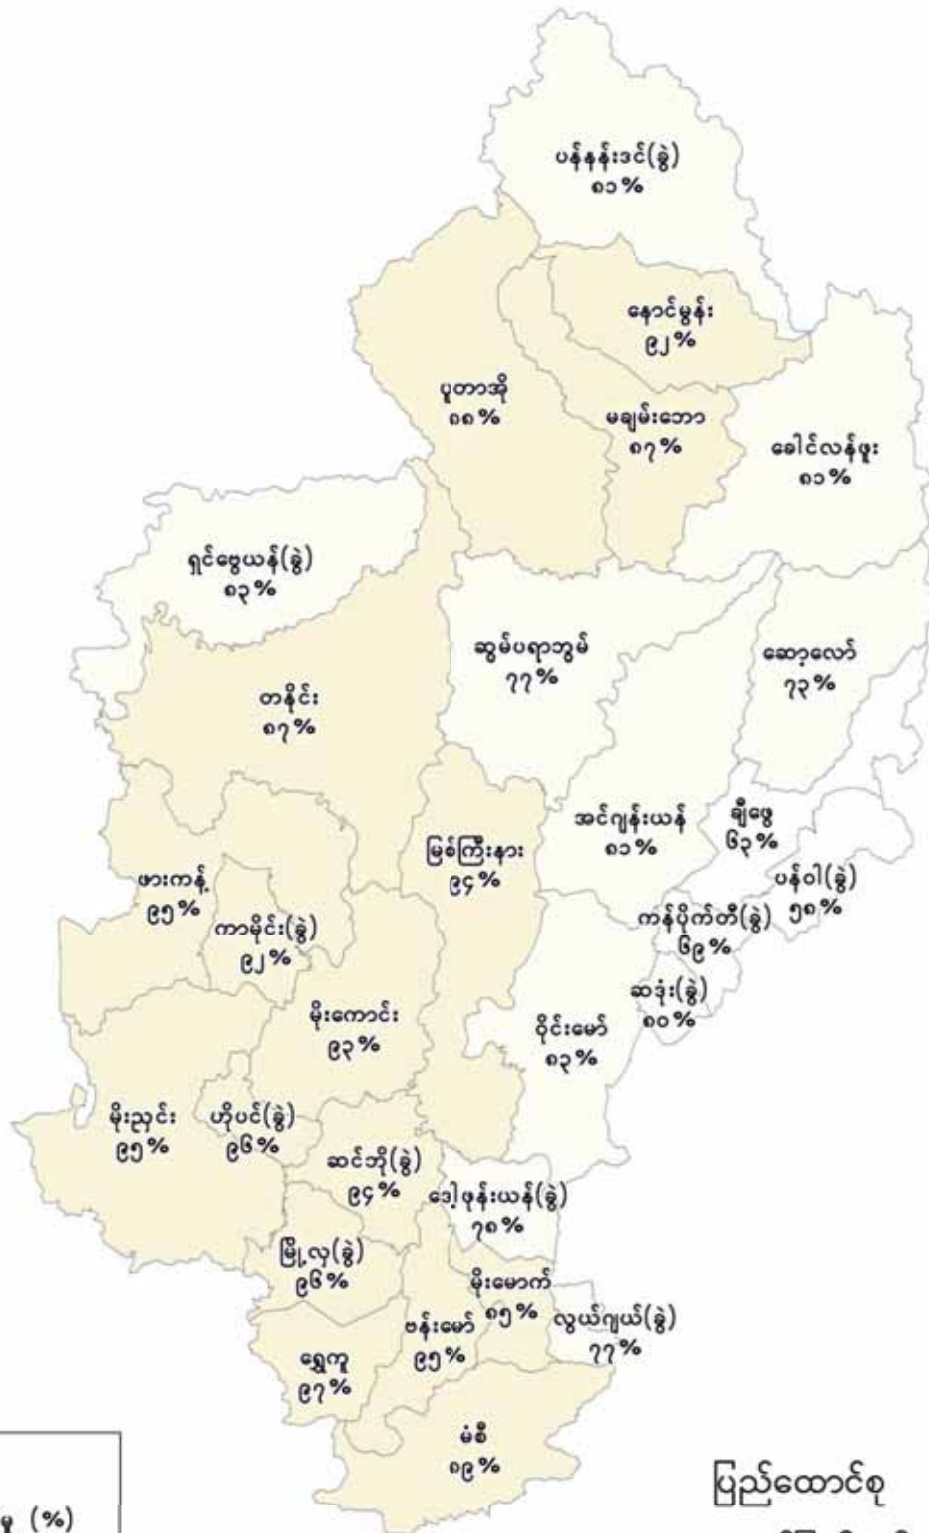 ပန်နန်းဒင်(ခွဲ)
၈၁%
နောင်မွန်း
၉၂%
ပူတာအို
၈၈%
မချမ်းဘော
၈၇%
ခေါင်လန်ဖူး
၈၁%
ရှင်ဗွေယန်(ခွဲ)
၈၃%
ဆွမ်ပရာဘွမ်
၇၇%
ဆော့လော်
၇၃%
တနိုင်း
၈၇%
အင်ဂျန်းယန်
၈၁%
ချီဖွေ
၆၃%
မြစ်ကြီးနား
၉၄%
ဖားကန့်
၉၅%
ပန်ဝါ(ခွဲ)
၅၈%
ကာမိုင်း(ခွဲ)
၉၂%
ကန်ပိုက်တီ(ခွဲ)
၆၉%
ဆဒုံး(ခွဲ)
၈၀%
မိုးကောင်း
၉၃%
ဝိုင်းမော်
၈၃%
မိုးညှင်း
၉၅%
ဟိုပင်(ခွဲ)
၉၆%
ဆင်ဘို(ခွဲ)
၉၄%
ဒေါ့ဖုန်းယန်(ခွဲ)
၇၈%
မြို့လှ(ခွဲ)
၉၆%
မိုးမောက်
၈၅%
လွယ်ဂျယ်(ခွဲ)
၇၇%
ဗန်းမော်
၉၅%
ရွှေကူ
၉၇%
မံစီ
၈၉%
မှု (%)
ပြည်ထောင်စု